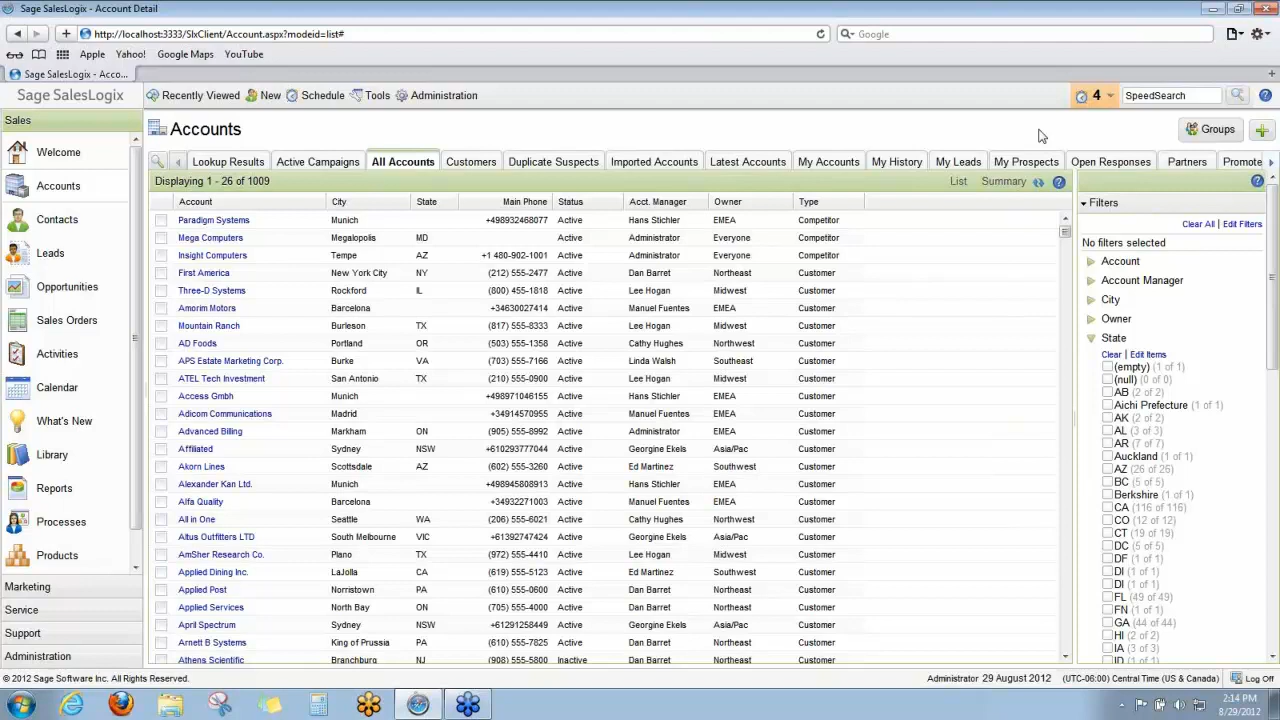 Sage SalesLogix - Account Detail
http://localhost:3333/SlxClient/Account.aspx?modeid=list#
Google
Apple Yahoo! Google Maps YouTube
Sage SalesLogix - Acco...
Sage SalesLogix
Recently Viewed New Schedule Tools Administration
4 SpeedSearch
Sales
Welcome
Accounts
Contacts
Leads
Opportunities
Sales Orders
Activities
Calendar
What's New
Library
Reports
Processes
Products
Marketing
Service
Support
Administration
Accounts
Groups
Lookup Results Active Campaigns All Accounts Customers Duplicate Suspects Imported Accounts Latest Accounts My Accounts My History My Leads My Prospects Open Responses Partners Promote
Displaying 1 - 26 of 1009 List Summary
Account City State Main Phone Status Acct. Manager Owner Type
Paradigm Systems Munich +498932468077 Active Hans Stichler EMEA Competitor
Mega Computers Megalopolis MD Active Administrator Everyone Competitor
Insight Computers Tempe AZ +1 480-902-1001 Active Administrator Everyone Competitor
First America New York City NY (212) 555-2477 Active Dan Barret Northeast Customer
Three-D Systems Rockford IL (800) 455-1818 Active Lee Hogan Midwest Customer
Amorim Motors Barcelona +34630027414 Active Manuel Fuentes EMEA Customer
Mountain Ranch Burleson TX (817) 555-8333 Active Lee Hogan Midwest Customer
AD Foods Portland OR (503) 555-1358 Active Cathy Hughes Northwest Customer
APS Estate Marketing Corp. Burke VA (703) 555-7166 Active Linda Walsh Southeast Customer
ATEL Tech Investment San Antonio TX (210) 555-0900 Active Lee Hogan Midwest Customer
Access Gmbh Munich +498971046155 Active Hans Stichler EMEA Customer
Adicom Communications Madrid +34914570955 Active Manuel Fuentes EMEA Customer
Advanced Billing Markham ON (905) 555-8992 Active Administrator EMEA Customer
Affiliated Sydney NSW +610293777044 Active Georgine Ekels Asia/Pac Customer
Akorn Lines Scottsdale AZ (602) 555-3260 Active Ed Martinez Southwest Customer
Alexander Kan Ltd. Munich +498945808913 Active Hans Stichler EMEA Customer
Alfa Quality Barcelona +34932271003 Active Manuel Fuentes EMEA Customer
All in One Seattle WA (206) 555-6021 Active Cathy Hughes Northwest Customer
Altus Outfitters LTD South Melbourne VIC +61392747424 Active Georgine Ekels Asia/Pac Customer
AmSher Research Co. Plano TX (972) 555-4410 Active Lee Hogan Midwest Customer
Applied Dining Inc. LaJolla CA (619) 555-5123 Active Ed Martinez Southwest Customer
Applied Post Norristown PA (610) 555-0600 Active Dan Barret Northeast Customer
Applied Services North Bay ON (705) 555-4000 Active Dan Barret Northeast Customer
April Spectrum Sydney NSW +61291258449 Active Georgine Ekels Asia/Pac Customer
Arnett B Systems King of Prussia PA (610) 555-7825 Active Dan Barret Northeast Customer
Athens Scientific Branchburg NJ (908) 555-5800 Inactive Dan Barret Northeast Customer
Filters
Clear All | Edit Filters
No filters selected
Account
Account Manager
City
Owner
State
Clear | Edit Items
(empty) (1 of 1)
(null) (0 of 0)
AB (2 of 2)
Aichi Prefecture (1 of 1)
AK (2 of 2)
AL (3 of 3)
AR (7 of 7)
Auckland (1 of 1)
AZ (26 of 26)
BC (5 of 5)
Berkshire (1 of 1)
CA (116 of 116)
CO (12 of 12)
CT (19 of 19)
DC (5 of 5)
DF (1 of 1)
DI (1 of 1)
DI (1 of 1)
FL (49 of 49)
FN (1 of 1)
GA (44 of 44)
HI (2 of 2)
IA (3 of 3)
ID (1 of 1)
© 2012 Sage Software Inc. All Rights Reserved. Administrator 29 August 2012 (UTC-06:00) Central Time (US & Canada) Log Off
2:14 PM
8/29/2012